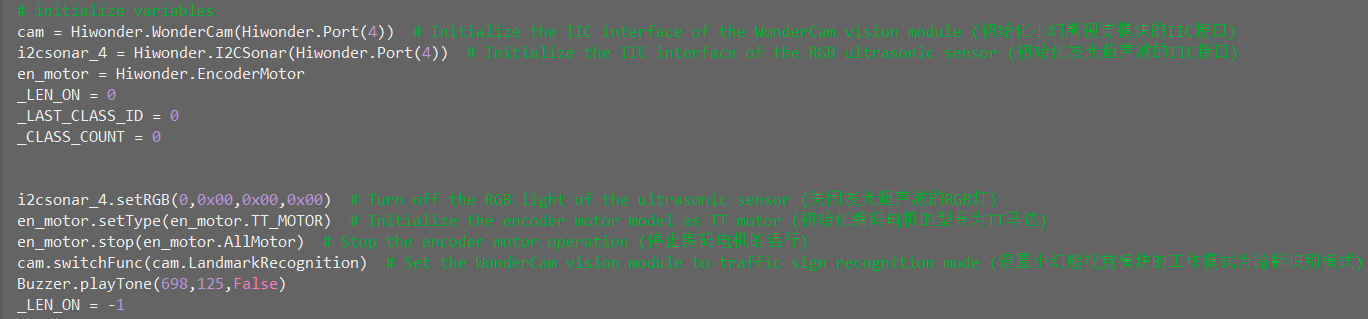 # initialize variables
cam = Hiwonder.WonderCam(Hiwonder.Port(4))  # Initialize the IIC interface of the WonderCam vision module (初始化小幻熊视觉模块的IIC接口)
i2csonar_4 = Hiwonder.I2CSonar(Hiwonder.Port(4))  # Initialize the IIC interface of the RGB ultrasonic sensor (初始化发光超声波的IIC接口)
en_motor = Hiwonder.EncoderMotor
_LEN_ON = 0
_LAST_CLASS_ID = 0
_CLASS_COUNT = 0
i2csonar_4.setRGB(0,0x00,0x00,0x00)  # Turn off the RGB light of the ultrasonic sensor (关闭发光超声波的RGB灯)
en_motor.setType(en_motor.TT_MOTOR)  # Initialize the encoder motor model as TT motor (初始化编码电机的型号为TT马达)
en_motor.stop(en_motor.AllMotor)  # Stop the encoder motor operation (停止编码电机的运行)
cam.switchFunc(cam.LandmarkRecognition)  # Set the WonderCam vision module to traffic sign recognition mode (设置小幻熊视觉模块的工作模式为路标识别模式)
Buzzer.playTone(698,125,False)
_LEN_ON = -1